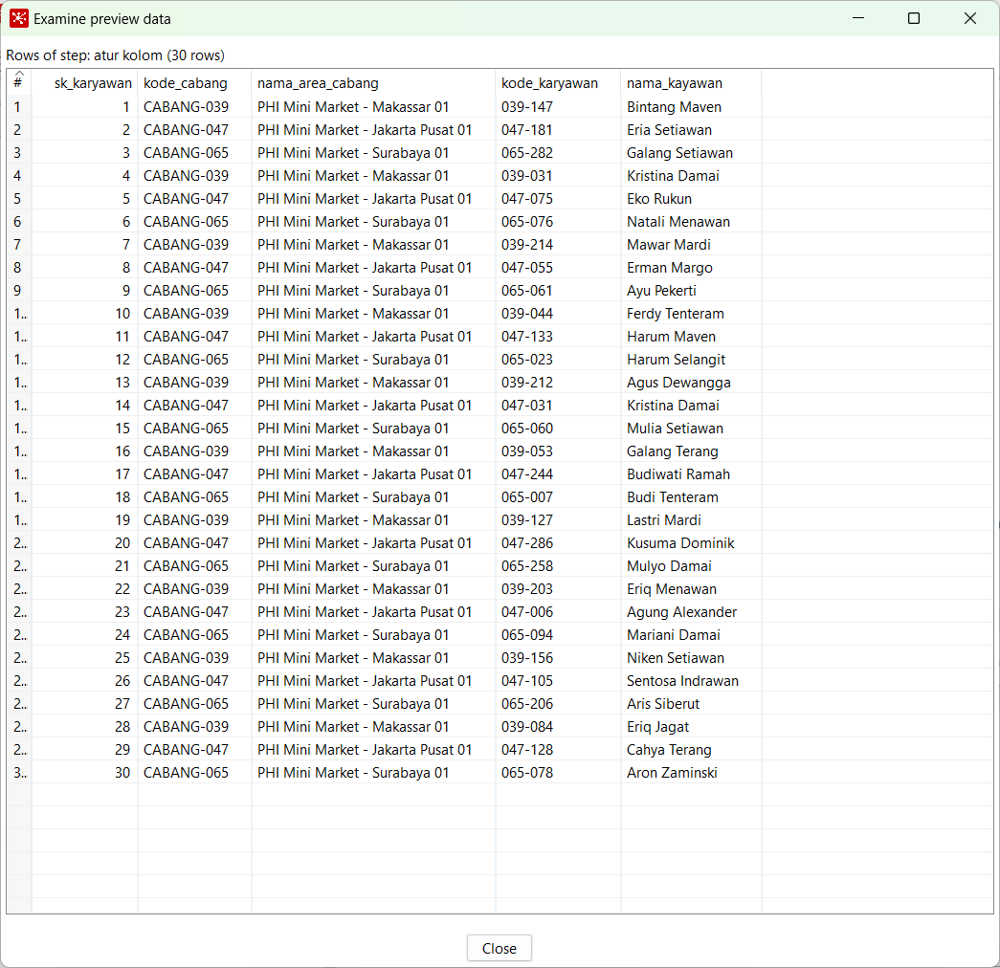 Examine preview data
Rows of step: atur kolom (30 rows)
# sk_karyawan kode_cabang nama_area_cabang kode_karyawan nama_kayawan
1 1 CABANG-039 PHI Mini Market - Makassar 01 039-147 Bintang Maven
2 2 CABANG-047 PHI Mini Market - Jakarta Pusat 01 047-181 Eria Setiawan
3 3 CABANG-065 PHI Mini Market - Surabaya 01 065-282 Galang Setiawan
4 4 CABANG-039 PHI Mini Market - Makassar 01 039-031 Kristina Damai
5 5 CABANG-047 PHI Mini Market - Jakarta Pusat 01 047-075 Eko Rukun
6 6 CABANG-065 PHI Mini Market - Surabaya 01 065-076 Natali Menawan
7 7 CABANG-039 PHI Mini Market - Makassar 01 039-214 Mawar Mardi
8 8 CABANG-047 PHI Mini Market - Jakarta Pusat 01 047-055 Erman Margo
9 9 CABANG-065 PHI Mini Market - Surabaya 01 065-061 Ayu Pekerti
1.. 10 CABANG-039 PHI Mini Market - Makassar 01 039-044 Ferdy Tenteram
1.. 11 CABANG-047 PHI Mini Market - Jakarta Pusat 01 047-133 Harum Maven
1.. 12 CABANG-065 PHI Mini Market - Surabaya 01 065-023 Harum Selangit
1.. 13 CABANG-039 PHI Mini Market - Makassar 01 039-212 Agus Dewangga
1.. 14 CABANG-047 PHI Mini Market - Jakarta Pusat 01 047-031 Kristina Damai
1.. 15 CABANG-065 PHI Mini Market - Surabaya 01 065-060 Mulia Setiawan
1.. 16 CABANG-039 PHI Mini Market - Makassar 01 039-053 Galang Terang
1.. 17 CABANG-047 PHI Mini Market - Jakarta Pusat 01 047-244 Budiwati Ramah
1.. 18 CABANG-065 PHI Mini Market - Surabaya 01 065-007 Budi Tenteram
1.. 19 CABANG-039 PHI Mini Market - Makassar 01 039-127 Lastri Mardi
2.. 20 CABANG-047 PHI Mini Market - Jakarta Pusat 01 047-286 Kusuma Dominik
2.. 21 CABANG-065 PHI Mini Market - Surabaya 01 065-258 Mulyo Damai
2.. 22 CABANG-039 PHI Mini Market - Makassar 01 039-203 Eriq Menawan
2.. 23 CABANG-047 PHI Mini Market - Jakarta Pusat 01 047-006 Agung Alexander
2.. 24 CABANG-065 PHI Mini Market - Surabaya 01 065-094 Mariani Damai
2.. 25 CABANG-039 PHI Mini Market - Makassar 01 039-156 Niken Setiawan
2.. 26 CABANG-047 PHI Mini Market - Jakarta Pusat 01 047-105 Sentosa Indrawan
2.. 27 CABANG-065 PHI Mini Market - Surabaya 01 065-206 Aris Siberut
2.. 28 CABANG-039 PHI Mini Market - Makassar 01 039-084 Eriq Jagat
2.. 29 CABANG-047 PHI Mini Market - Jakarta Pusat 01 047-128 Cahya Terang
3.. 30 CABANG-065 PHI Mini Market - Surabaya 01 065-078 Aron Zaminski
Close